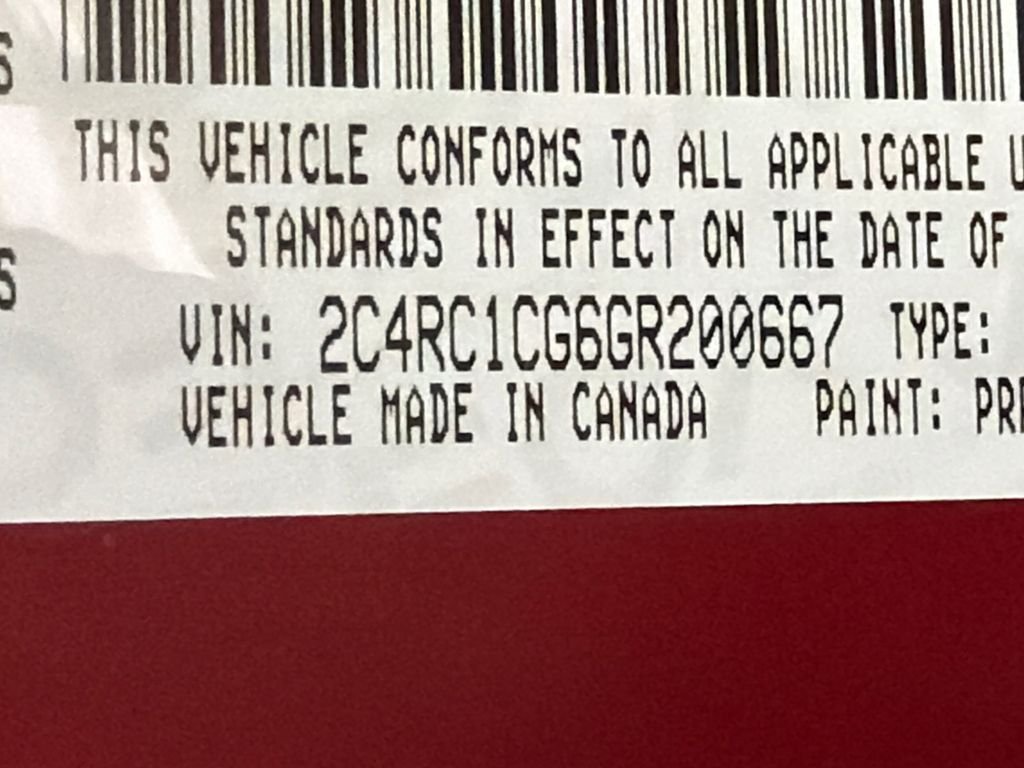 THIS VEHICLE CONFORMS TO ALL APPLICABLE U
STANDARDS IN EFFECT ON THE DATE OF
VIN: 2C4RC1CG6GR200667 TYPE:
VEHICLE MADE IN CANADA PAINT: PR